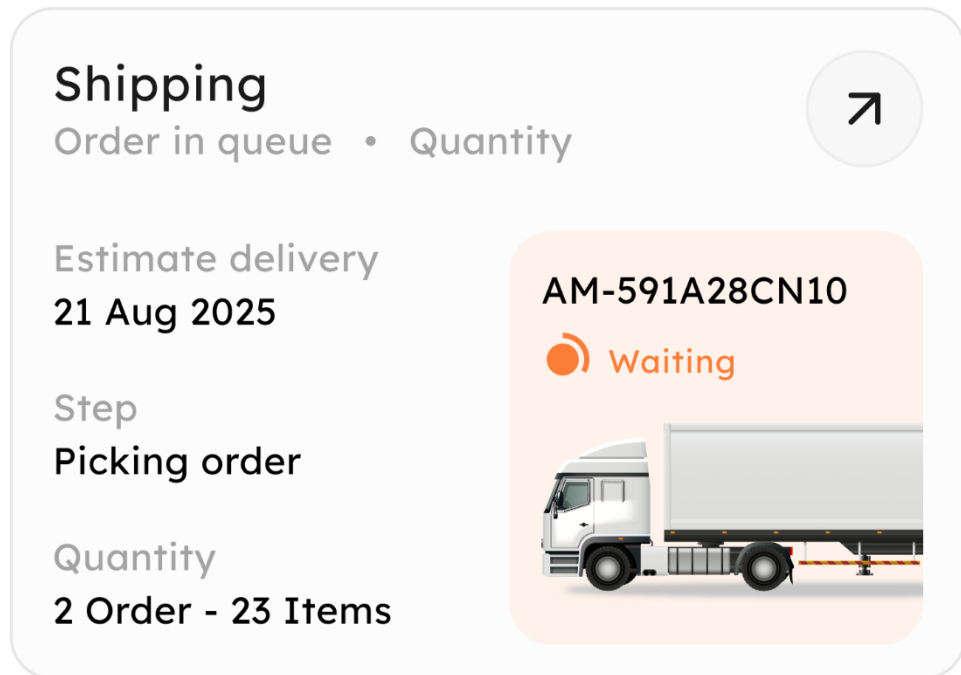 Shipping
Order in queue • Quantity
Estimate delivery
21 Aug 2025
Step
Picking order
Quantity
2 Order - 23 Items
AM-591A28CN10
Waiting